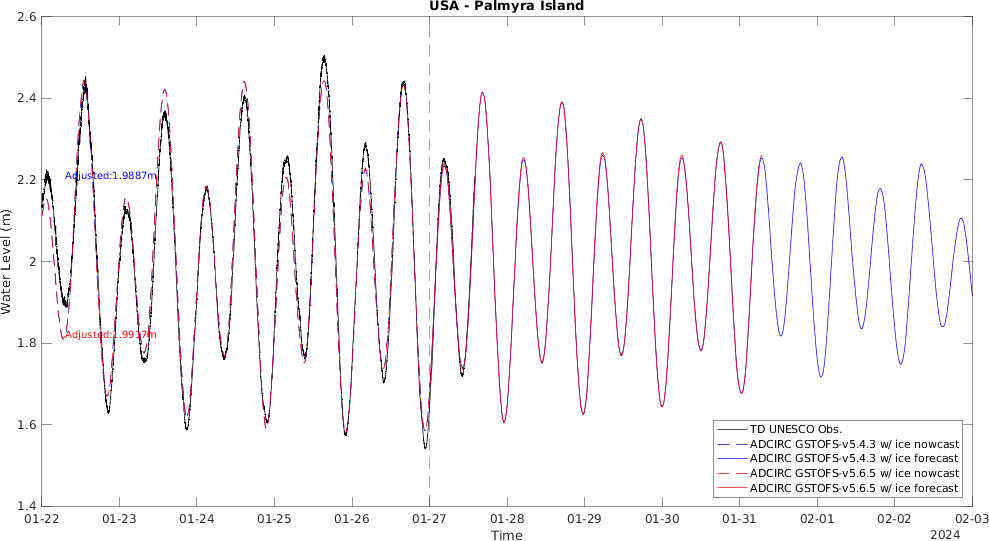 USA - Palmyra Island
2.6
2.4
2.2
2
1.8
1.6
1.4
Water Level (m)
Adjusted:1.9887m
Adjusted:1.9917m
TD UNESCO Obs.
ADCIRC GSTOFS-v5.4.3 w/ ice nowcast
ADCIRC GSTOFS-v5.4.3 w/ ice forecast
ADCIRC GSTOFS-v5.6.5 w/ ice nowcast
ADCIRC GSTOFS-v5.6.5 w/ ice forecast
01-22 01-23 01-24 01-25 01-26 01-27 01-28 01-29 01-30 01-31 02-01 02-02 02-03
Time
2024